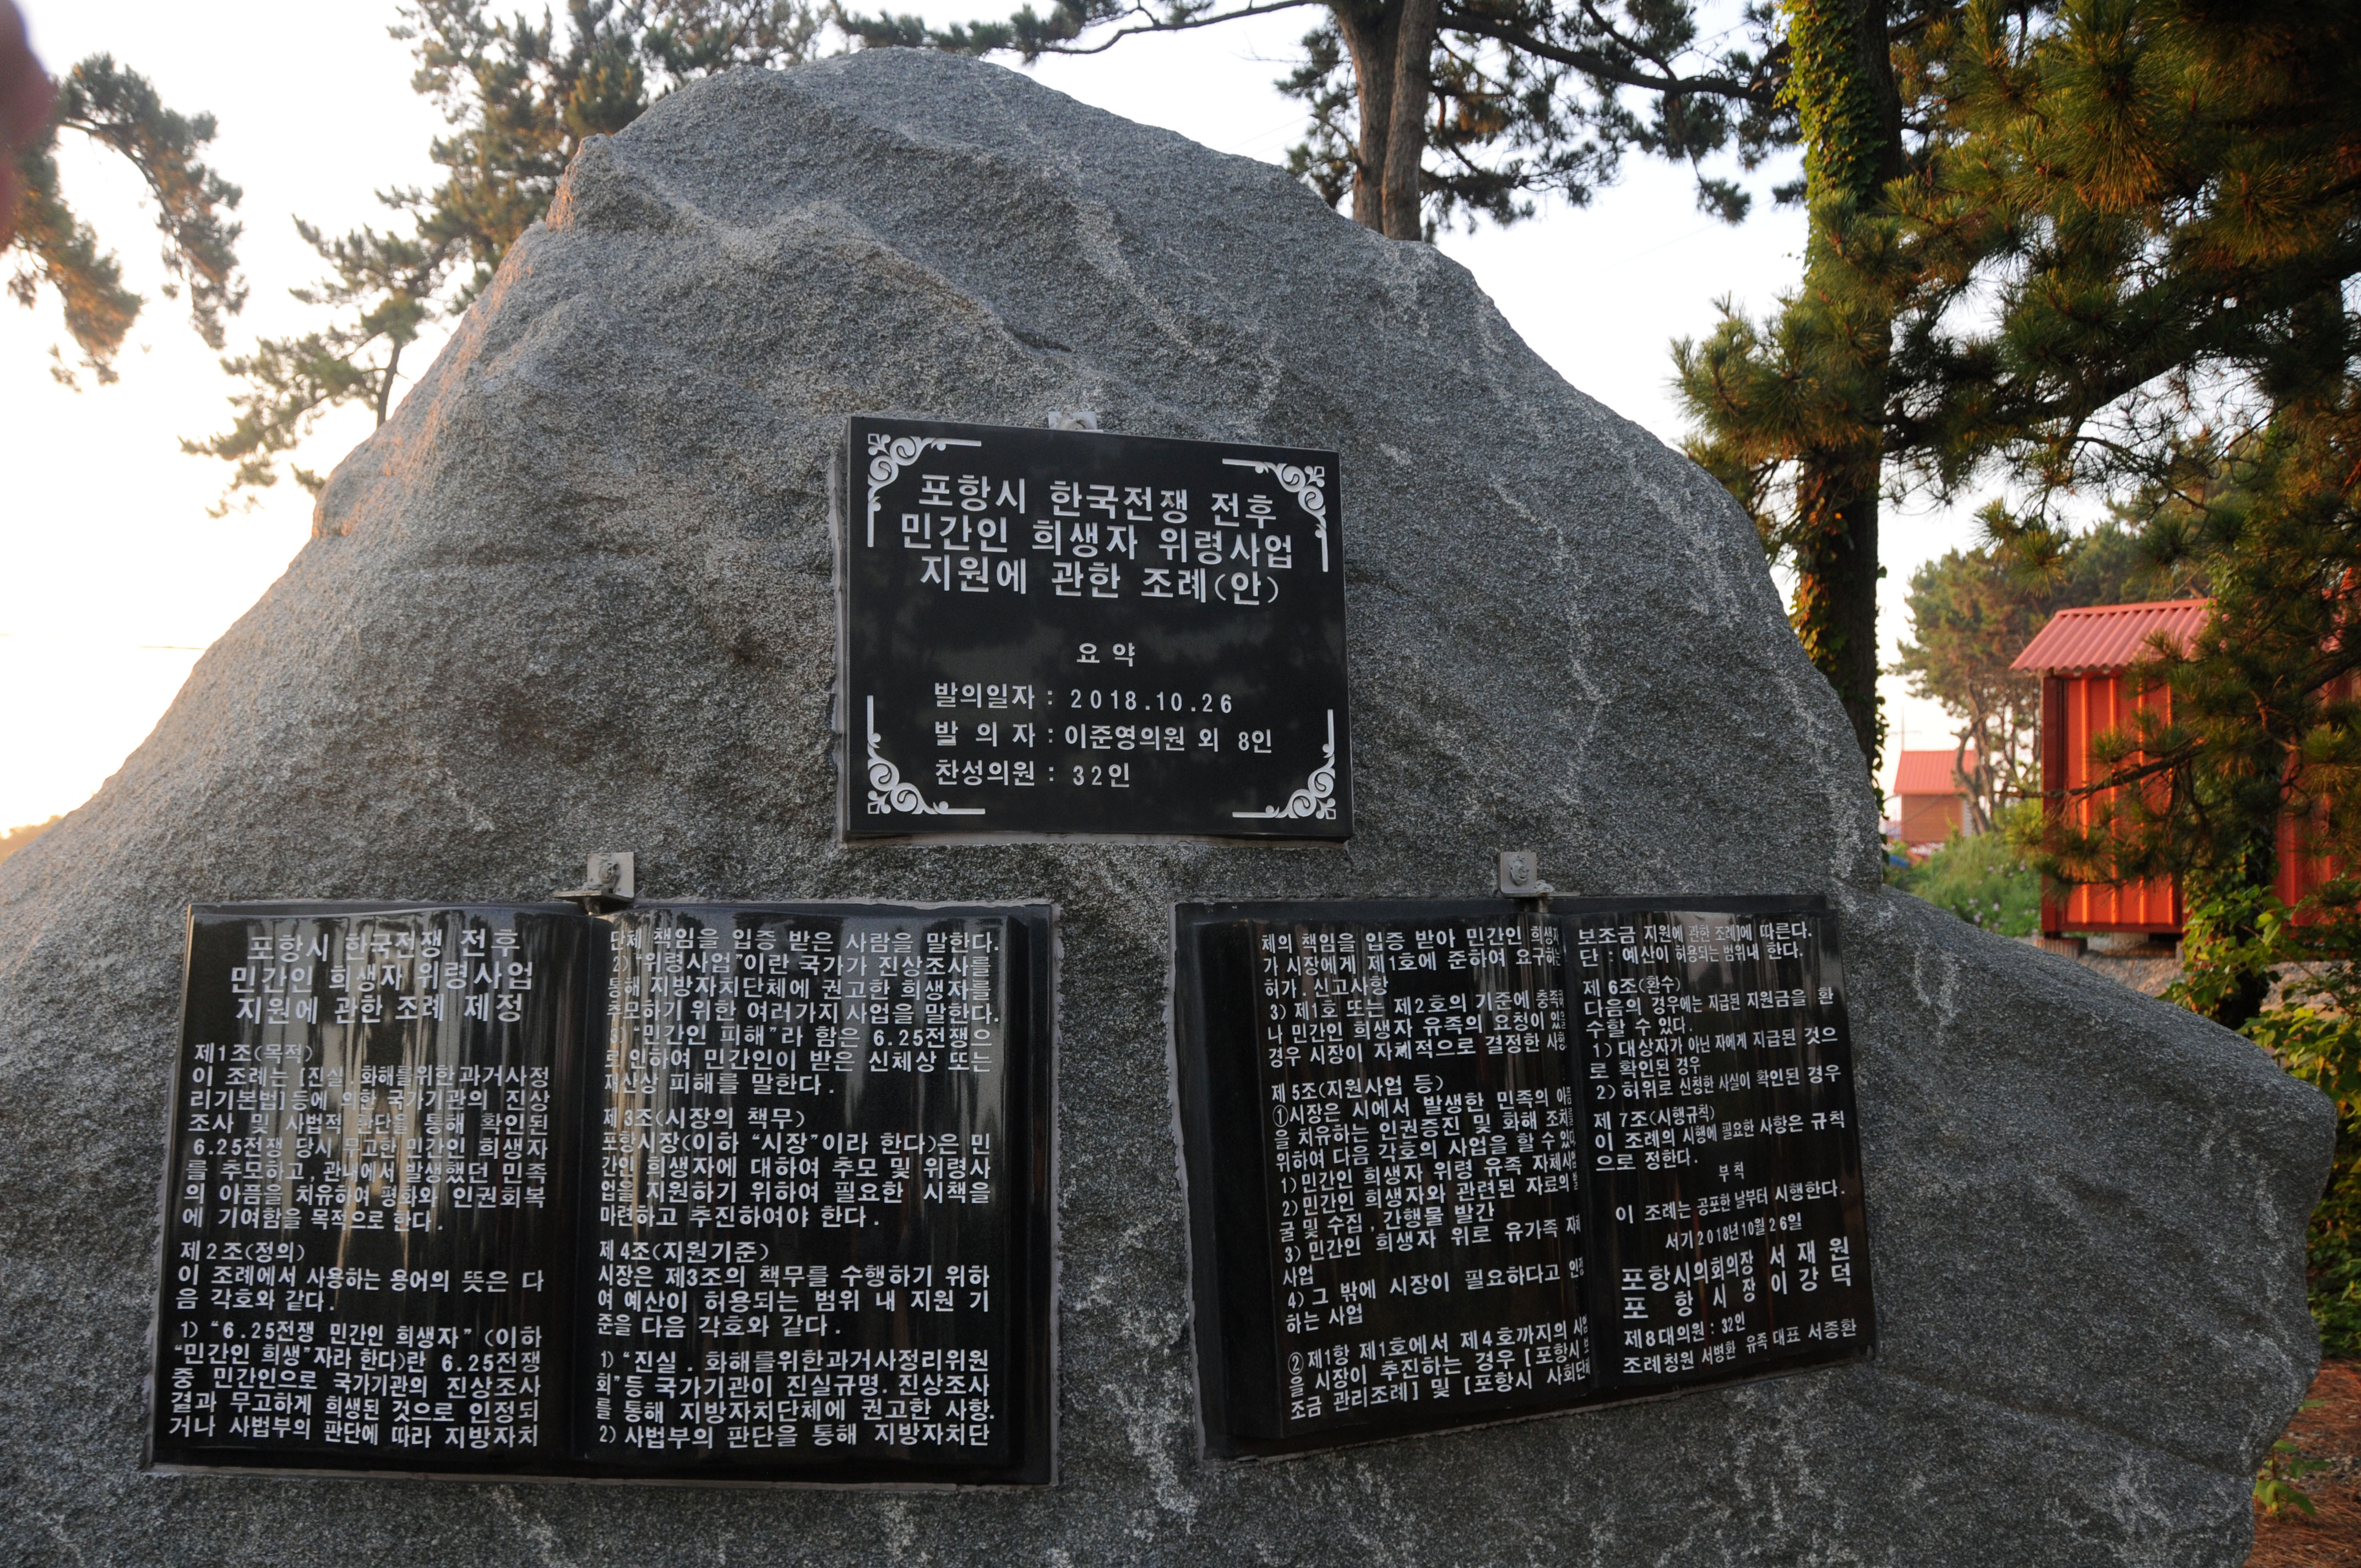 포항시 한국전쟁 전후
민간인 희생자 위령사업
지원에 관한 조례(안)
요 약
발의일자 : 2018.10.26
발 의 자 : 이준영의원 외 8인
찬성의원 : 32인
포항시 한국전쟁 전후
민간인 희생자 위령사업
지원에 관한 조례 제정
제1조(목적)
이 조례는 [진실.화해를위한과거사정
리기본법]등에 의한 국가기관의 진상
조사 및 사법적 판단을 통해 확인된
6.25전쟁 당시 무고한 민간인 희생자
를 추모하고,관내에서 발생했던 민족
의 아픔을 치유하여 평화와 인권회복
에 기여함을 목적으로 한다.
제2조(정의)
이 조례에서 사용하는 용어의 뜻은 다
음 각호와 같다.
1) “6.25전쟁 민간인 희생자” (이하
“민간인 희생”자라 한다)란 6.25전쟁
중 민간인으로 국가기관의 진상조사
결과 무고하게 희생된 것으로 인정되
거나 사법부의 판단에 따라 지방자치
단체 책임을 입증 받은 사람을 말한다.
2)“위령사업”이란 국가가 진상조사를
통해 지방자치단체에 권고한 희생자를
추모하기 위한 여러가지 사업을 말한다.
3)“민간인 피해”라 함은 6.25전쟁으
로 인하여 민간인이 받은 신체상 또는
재산상 피해를 말한다.
제3조(시장의 책무)
포항시장(이하 “시장”이라 한다)은 민
간인 희생자에 대하여 추모 및 위령사
업을 지원하기 위하여 필요한 시책을
마련하고 추진하여야 한다.
제4조(지원기준)
시장은 제3조의 책무를 수행하기 위하
여 예산이 허용되는 범위 내 지원 기
준을 다음 각호와 같다.
1)“진실.화해를위한과거사정리위원
회”등 국가기관이 진실규명.진상조사
를 통해 지방자치단체에 권고한 사항.
2)사법부의 판단을 통해 지방자치단
체의 책임을 입증 받아 민간인 희생자
가 시장에게 제1호에 준하여 요구하는
허가.신고사항
3) 제1호 또는 제2호의 기준에 충족
나 민간인 희생자 유족의 요청이 있을
경우 시장이 자체적으로 결정한 사항
제5조(지원사업 등)
①시장은 시에서 발생한 민족의 아픔
을 치유하는 인권증진 및 화해 조치를
위하여 다음 각호의 사업을 할 수 있다
1)민간인 희생자 위령 유족 자체사업
2)민간인 희생자와 관련된 자료의 발
굴 및 수집,간행물 발간
3)민간인 희생자 위로 유가족 자체
사업
4)그 밖에 시장이 필요하다고 인정
하는 사업
②제1항 제1호에서 제4호까지의 사업
을 시장이 추진하는 경우 [포항시 보
조금 관리조례] 및 [포항시 사회단체
보조금 지원에 관한 조례]에 따른다.
단 : 예산이 허용되는 범위내 한다.
제 6조(환수)
다음의 경우에는 지급된 지원금을 환
수할 수 있다.
1)대상자가 아닌 자에게 지급된 것으
로 확인된 경우
2)허위로 신청한 사실이 확인된 경우
제 7조(시행규칙)
이 조례의 시행에 필요한 사항은 규칙
으로 정한다.
부 칙
이 조례는 공포한 날부터 시행한다.
서기2018년10월26일
포항시의회의장 서 재 원
포 항 시 장 이 강 덕
제8대의원 : 32인
조례청원 서병환 유족 대표 서증환